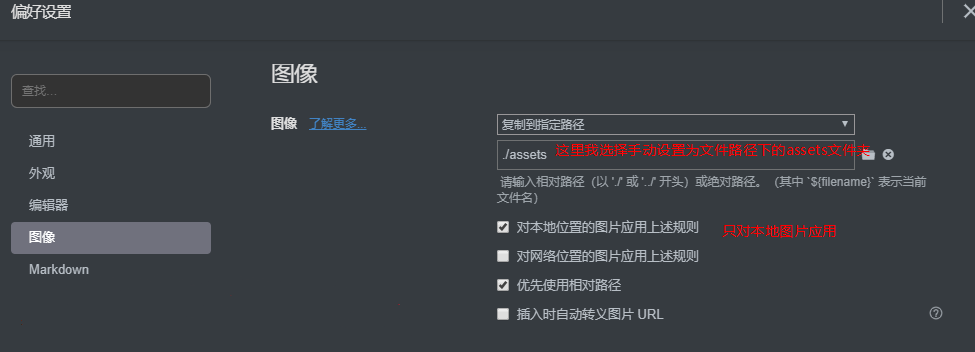 偏好设置
查找...
通用
外观
编辑器
图像
Markdown
图像
图像 了解更多...
复制到指定路径
./assets 这里我选择手动设置为文件路径下的assets文件夹
请输入相对路径（以 './' 或 '../' 开头）或绝对路径。（其中 `${filename}` 表示当前
文件名）
对本地位置的图片应用上述规则 只对本地图片应用
对网络位置的图片应用上述规则
优先使用相对路径
插入时自动转义图片 URL